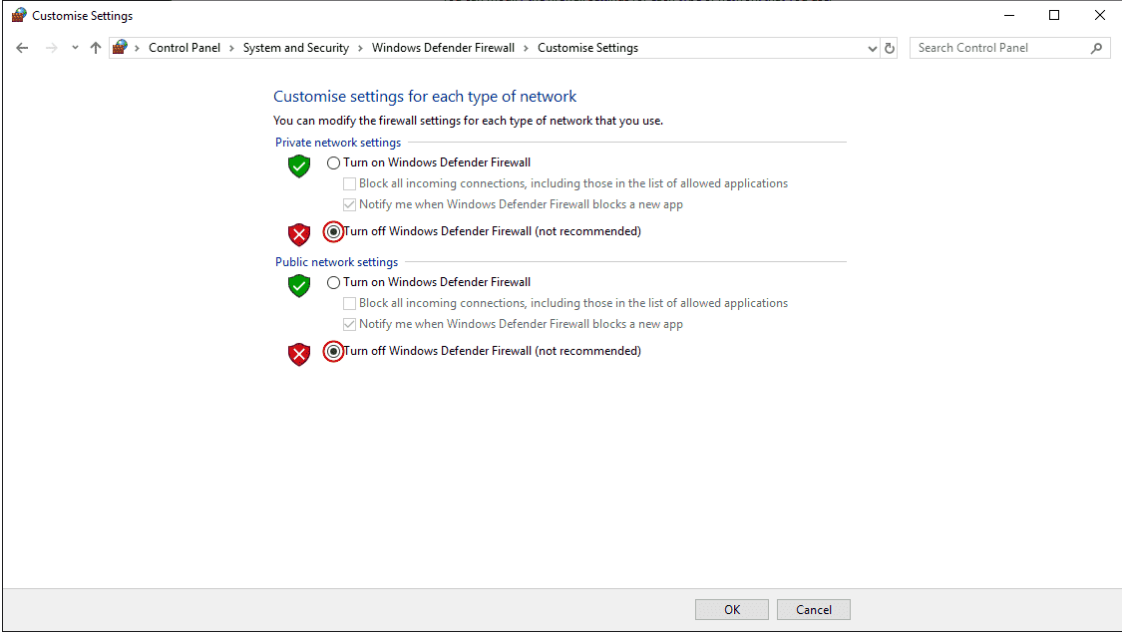 Customise Settings
Control Panel > System and Security > Windows Defender Firewall > Customise Settings
Search Control Panel
Customise settings for each type of network
You can modify the firewall settings for each type of network that you use.
Private network settings
Turn on Windows Defender Firewall
Block all incoming connections, including those in the list of allowed applications
Notify me when Windows Defender Firewall blocks a new app
Turn off Windows Defender Firewall (not recommended)
Public network settings
Turn on Windows Defender Firewall
Block all incoming connections, including those in the list of allowed applications
Notify me when Windows Defender Firewall blocks a new app
Turn off Windows Defender Firewall (not recommended)
OK Cancel